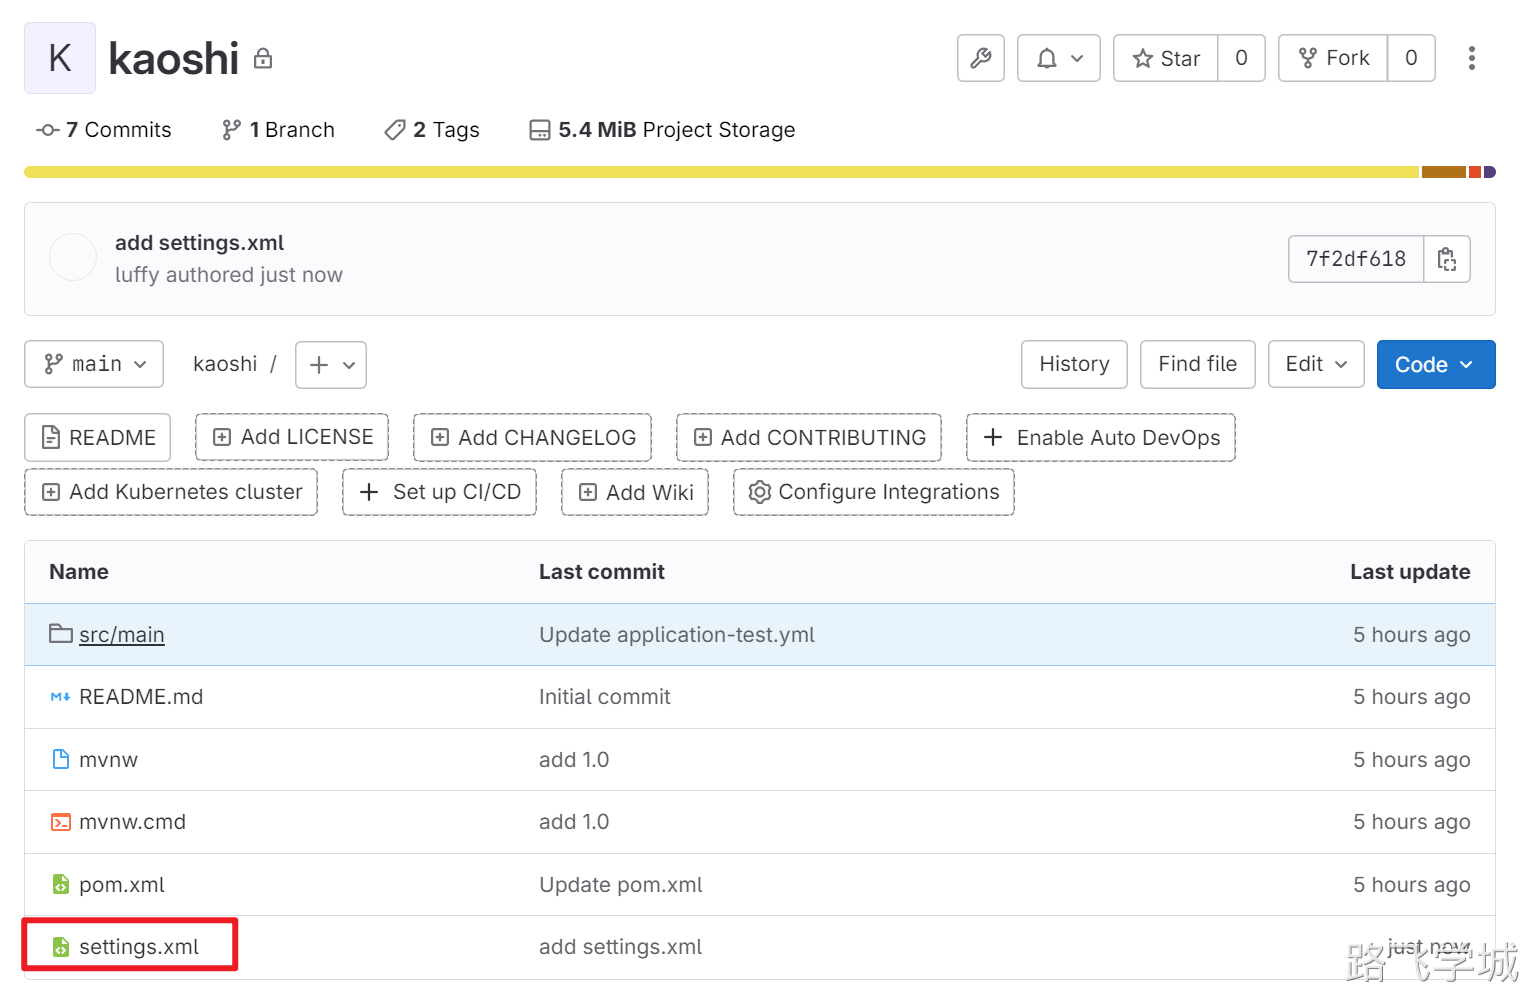 K kaoshi Star 0 Fork 0
7 Commits 1 Branch 2 Tags 5.4 MiB Project Storage
add settings.xml
luffy authored just now
7f2df618
main kaoshi / History Find file Edit Code
README Add LICENSE Add CHANGELOG Add CONTRIBUTING Enable Auto DevOps
Add Kubernetes cluster Set up CI/CD Add Wiki Configure Integrations
Name Last commit Last update
src/main Update application-test.yml 5 hours ago
README.md Initial commit 5 hours ago
mvnw add 1.0 5 hours ago
mvnw.cmd add 1.0 5 hours ago
pom.xml Update pom.xml 5 hours ago
settings.xml add settings.xml just now
路飞学城